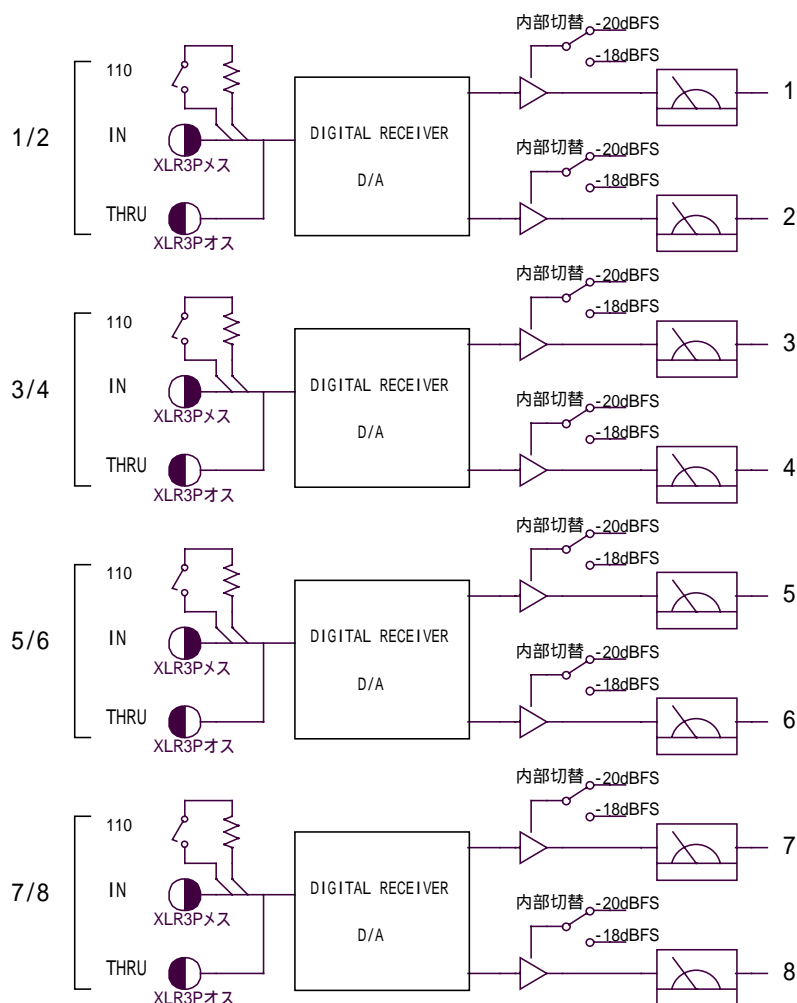 内部切替 -20dBFS
-18dBFS
110
1
1/2
IN
XLR3Pメス
DIGITAL RECEIVER
D/A
内部切替 -20dBFS
-18dBFS
THRU
XLR3Pオス
2
内部切替 -20dBFS
-18dBFS
110
3
3/4
IN
XLR3Pメス
DIGITAL RECEIVER
D/A
内部切替 -20dBFS
-18dBFS
THRU
XLR3Pオス
4
内部切替 -20dBFS
-18dBFS
110
5
5/6
IN
XLR3Pメス
DIGITAL RECEIVER
D/A
内部切替 -20dBFS
-18dBFS
THRU
XLR3Pオス
6
内部切替 -20dBFS
-18dBFS
110
7
7/8
IN
XLR3Pメス
DIGITAL RECEIVER
D/A
内部切替 -20dBFS
-18dBFS
THRU
XLR3Pオス
8